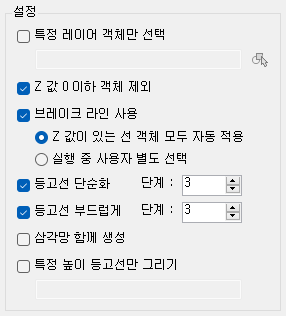 설정
특정 레이어 객체만 선택
Z 값 0 이하 객체 제외
브레이크 라인 사용
Z 값이 있는 선 객체 모두 자동 적용
실행 중 사용자 별도 선택
등고선 단순화 단계 : 3
등고선 부드럽게 단계 : 3
삼각망 함께 생성
특정 높이 등고선만 그리기